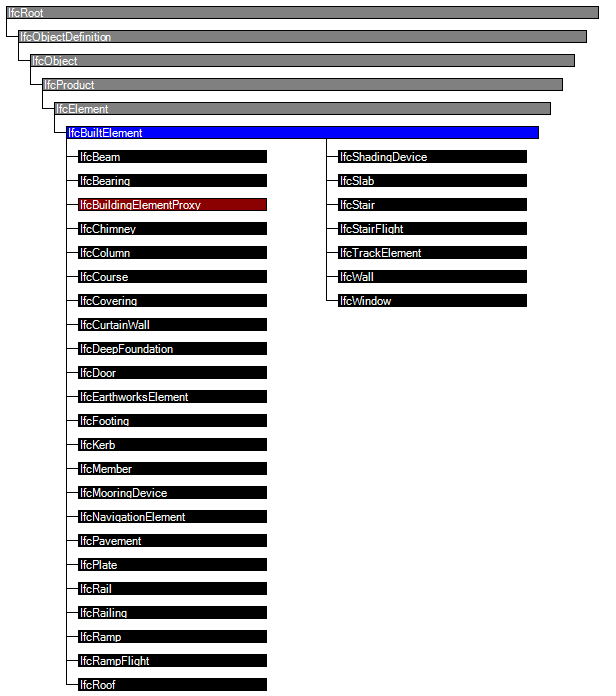 IfcRoot
IfcObjectDefinition
IfcObject
IfcProduct
IfcElement
IfcBuiltElement
IfcBeam
IfcBearing
IfcBuildingElementProxy
IfcChimney
IfcColumn
IfcCourse
IfcCovering
IfcCurtainWall
IfcDeepFoundation
IfcDoor
IfcEarthworksElement
IfcFooting
IfcKerb
IfcMember
IfcMooringDevice
IfcNavigationElement
IfcPavement
IfcPlate
IfcRail
IfcRailing
IfcRamp
IfcRampFlight
IfcRoof
IfcShadingDevice
IfcSlab
IfcStair
IfcStairFlight
IfcTrackElement
IfcWall
IfcWindow